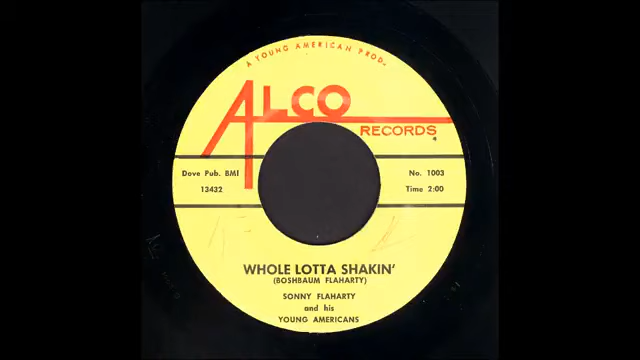 A YOUNG AMERICAN PROD.
ALCO
RECORDS
Dove Pub. BMI
13432
No. 1003
Time 2:00
WHOLE LOTTA SHAKIN'
(BOSHBAUM FLAHARTY)
SONNY FLAHARTY
and his
YOUNG AMERICANS